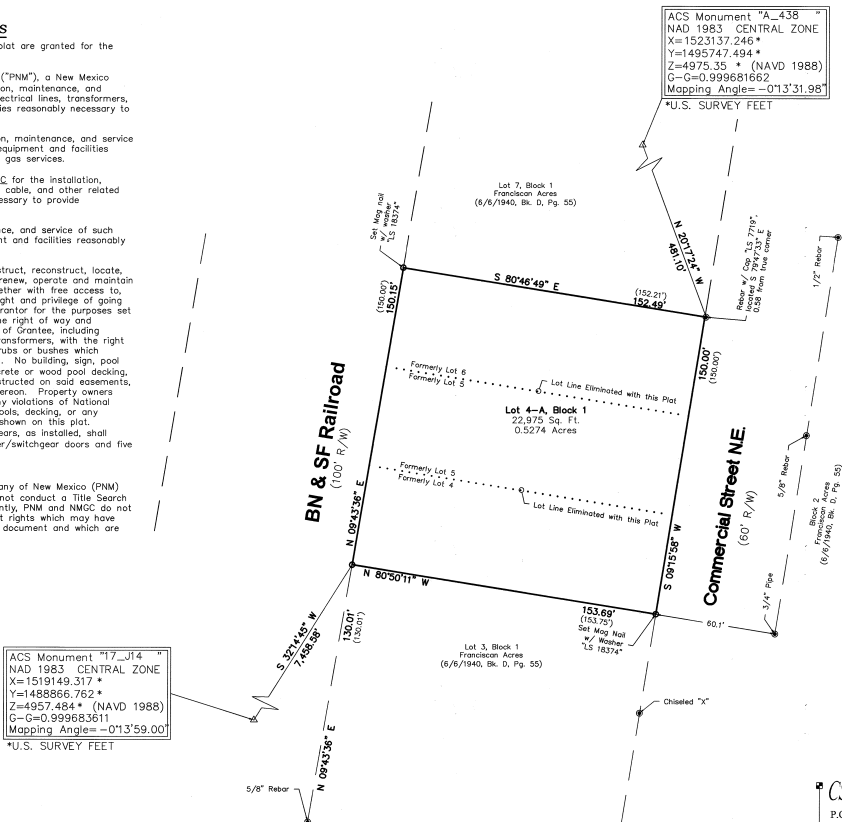 s
plat are granted for the
("PNM"), a New Mexico
on, maintenance, and
ectrical lines, transformers,
ies reasonably necessary to
n, maintenance, and service
equipment and facilities
gas services.
C for the installation,
cable, and other related
essary to provide
nce, and service of such
nt and facilities reasonably
struct, reconstruct, locate,
renew, operate and maintain
ether with free access to,
ght and privilege of going
rantor for the purposes set
ne right of way and
of Grantee, including
ransformers, with the right
rubs or bushes which
. No building, sign, pool
crete or wood pool decking,
structed on said easements,
ereon. Property owners
ny violations of National
ools, decking, or any
shown on this plat.
ears, as installed, shall
er/switchgear doors and five
any of New Mexico (PNM)
not conduct a Title Search
ntly, PNM and NMGC do not
t rights which may have
document and which are
ACS Monument "A_438 "
NAD 1983 CENTRAL ZONE
X=1523137.246 *
Y=1495747.494 *
Z=4975.35 * (NAVD 1988)
G-G=0.999681662
Mapping Angle= -0°13'31.98"
*U.S. SURVEY FEET
N 20°17'24" W
481.10'
Lot 7, Block 1
Franciscan Acres
(6/6/1940, Bk. D, Pg. 55)
Set Mag nail
w/ washer
"LS 18374"
Rebar w/ Cap "LS 7719",
located S 79°47'33" E
0.58 from true corner
1/2" Rebar
S 80°46'49" E
(152.21')
152.49'
(150.00')
150.15'
150.00'
(150.00')
Formerly Lot 6
Formerly Lot 5
Lot Line Eliminated with this Plat
Lot 4-A, Block 1
22,975 Sq. Ft.
0.5274 Acres
Formerly Lot 5
Formerly Lot 4
Lot Line Eliminated with this Plat
BN & SF Railroad
(100' R/W)
N 09°43'36" E
S 09°15'58" W
Commercial Street N.E.
(60' R/W)
5/8" Rebar
Block 2
Franciscan Acres
(6/6/1940, Bk. D, Pg. 55)
3/4" Pipe
N 80°50'11" W
153.69'
(153.75')
Set Mag Nail
w/ Washer
"LS 18374"
60.1'
S 32°14'45" W
7,458.58'
130.01'
(130.01')
Lot 3, Block 1
Franciscan Acres
(6/6/1940, Bk. D, Pg. 55)
ACS Monument "17_J14 "
NAD 1983 CENTRAL ZONE
X=1519149.317 *
Y=1488866.762 *
Z=4957.484 * (NAVD 1988)
G-G=0.999683611
Mapping Angle= -0°13'59.00"
*U.S. SURVEY FEET
Chiseled "X"
N 09°43'36" E
5/8" Rebar
P.O